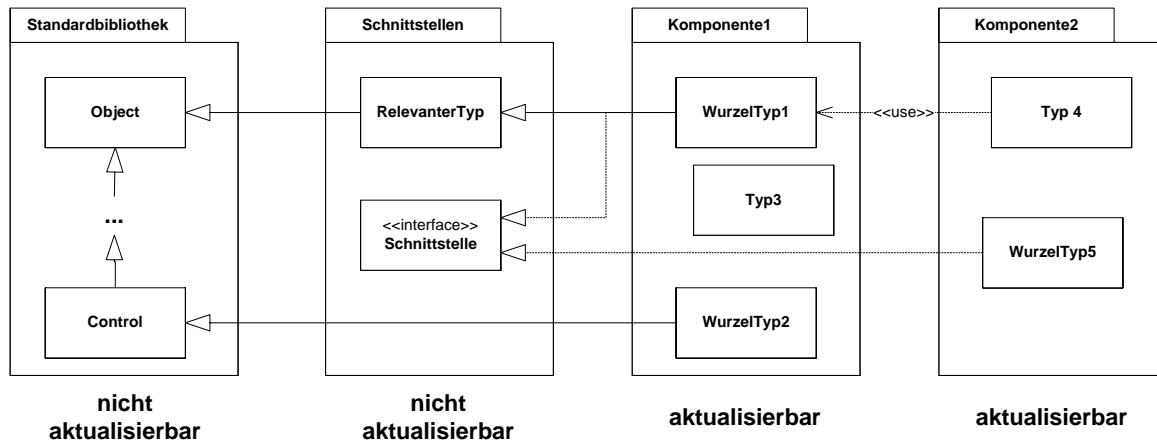 Standardbibliothek
Schnittstellen
Komponente1
Komponente2
Object
RelevanterTyp
WurzelTyp1
<<use>>
Typ 4
Typ3
...
<<interface>>
Schnittstelle
WurzelTyp5
Control
WurzelTyp2
nicht
aktualisierbar
nicht
aktualisierbar
aktualisierbar
aktualisierbar